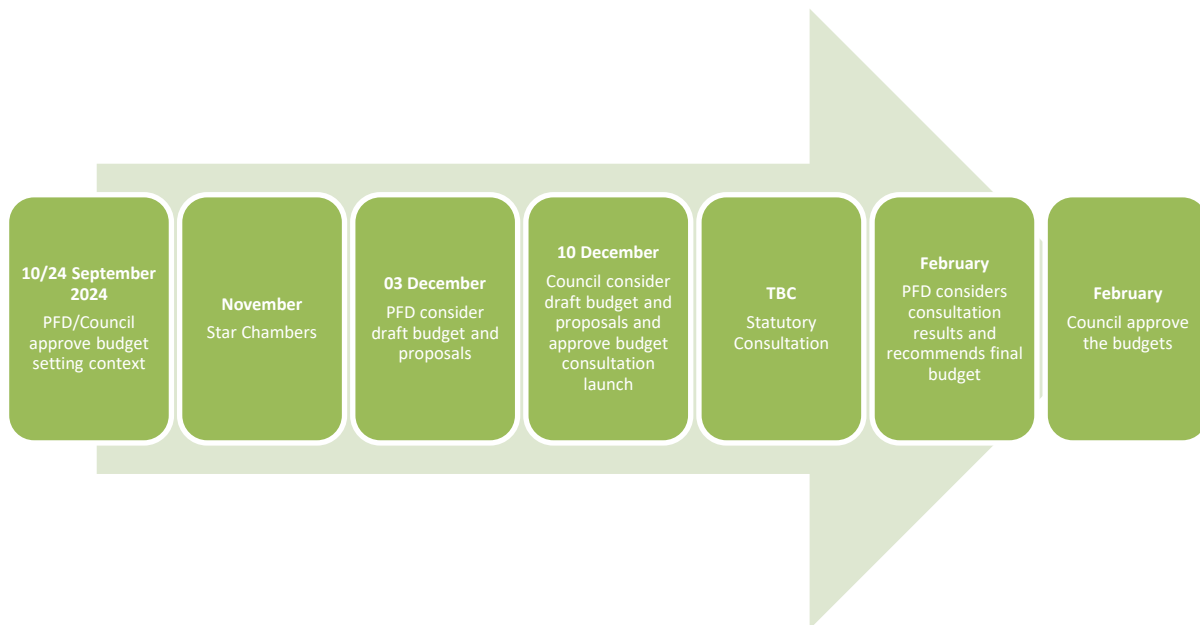 10/24 September
2024
PFD/Council
approve budget
setting context
November
Star Chambers
03 December
PFD consider
draft budget and
proposals
10 December
Council consider
draft budget and
proposals and
approve budget
consultation
launch
TBC
Statutory
Consultation
February
PFD considers
consultation
results and
recommends final
budget
February
Council approve
the budgets